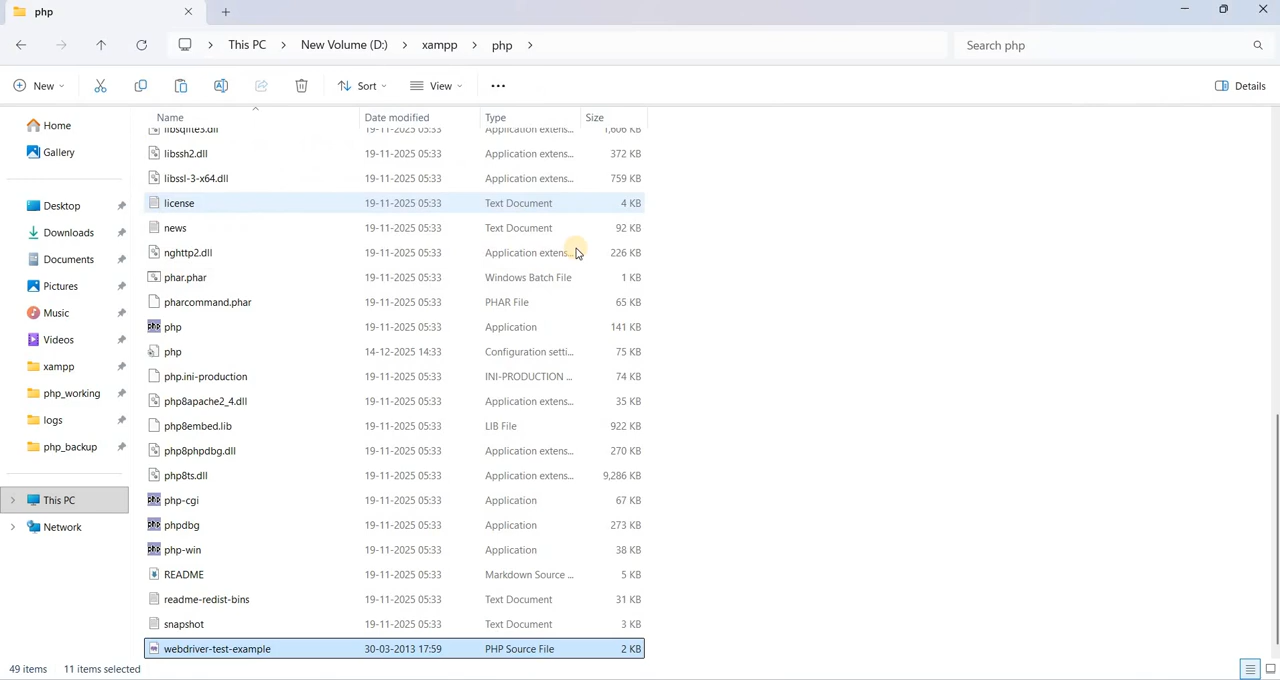 php
This PC > New Volume (D:) > xampp > php >
Search php
New
Sort
View
Details
Home
Gallery
Desktop
Downloads
Documents
Pictures
Music
Videos
xampp
php_working
logs
php_backup
This PC
Network
Name Date modified Type Size
19-11-2025 05:33 Application extens...
libssh2.dll 19-11-2025 05:33 Application extens... 372 KB
libssl-3-x64.dll 19-11-2025 05:33 Application extens... 759 KB
license 19-11-2025 05:33 Text Document 4 KB
news 19-11-2025 05:33 Text Document 92 KB
nghttp2.dll 19-11-2025 05:33 Application extens... 226 KB
phar.phar 19-11-2025 05:33 Windows Batch File 1 KB
pharcommand.phar 19-11-2025 05:33 PHAR File 65 KB
php 19-11-2025 05:33 Application 141 KB
php 14-12-2025 14:33 Configuration setti... 75 KB
php.ini-production 19-11-2025 05:33 INI-PRODUCTION ... 74 KB
php8apache2_4.dll 19-11-2025 05:33 Application extens... 35 KB
php8embed.lib 19-11-2025 05:33 LIB File 922 KB
php8phpdbg.dll 19-11-2025 05:33 Application extens... 270 KB
php8ts.dll 19-11-2025 05:33 Application extens... 9,286 KB
php-cgi 19-11-2025 05:33 Application 67 KB
phpdbg 19-11-2025 05:33 Application 273 KB
php-win 19-11-2025 05:33 Application 38 KB
README 19-11-2025 05:33 Markdown Source ... 5 KB
readme-redist-bins 19-11-2025 05:33 Text Document 31 KB
snapshot 19-11-2025 05:33 Text Document 3 KB
webdriver-test-example 30-03-2013 17:59 PHP Source File 2 KB
49 items 11 items selected